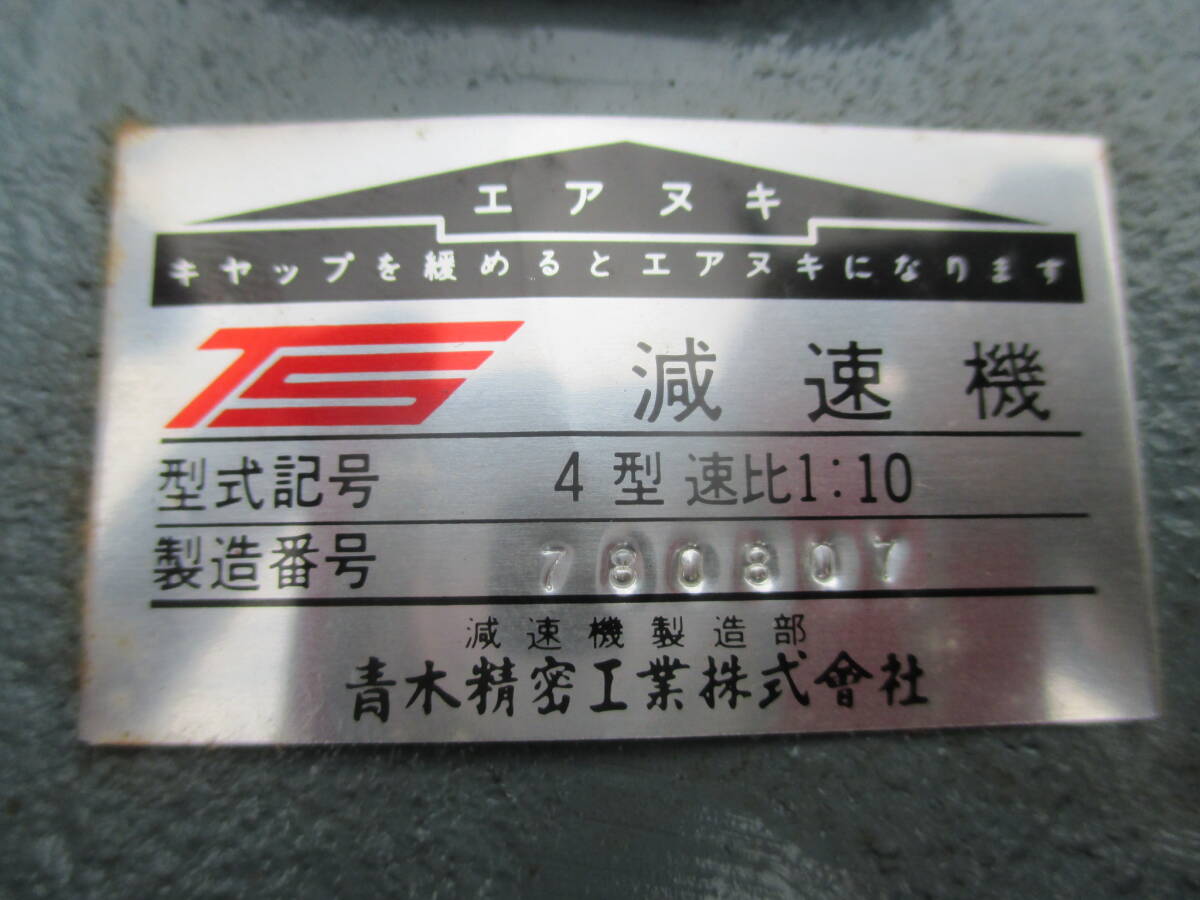 エアヌキ
キャップを緩めるとエアヌキになります
TS 減速機
型式記号 4型 速比1:10
製造番号 780807
減速機製造部
青木精密工業株式會社